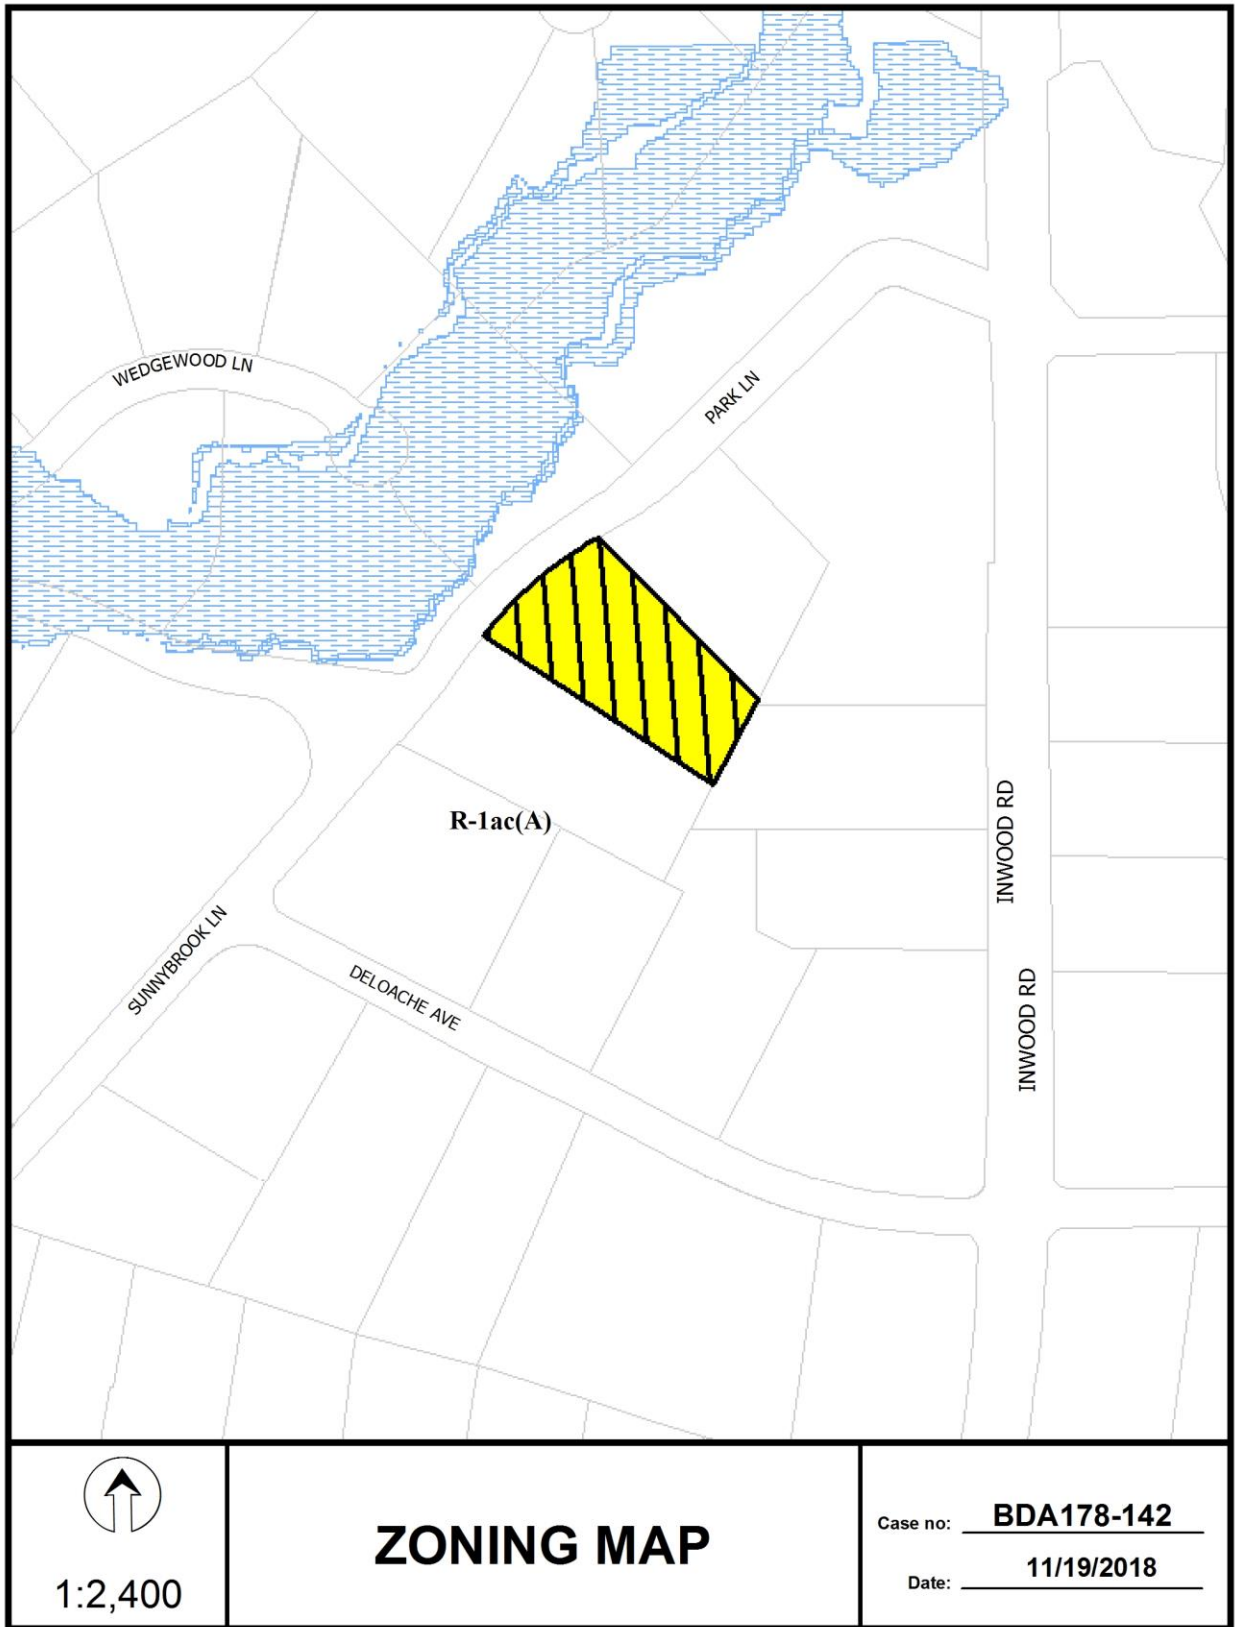 WEDGEWOOD LN
PARK LN
R-1ac(A)
INWOOD RD
SUNNYBROOK LN
DELOACHE AVE
INWOOD RD
1:2,400
ZONING MAP
Case no: BDA178-142
Date: 11/19/2018